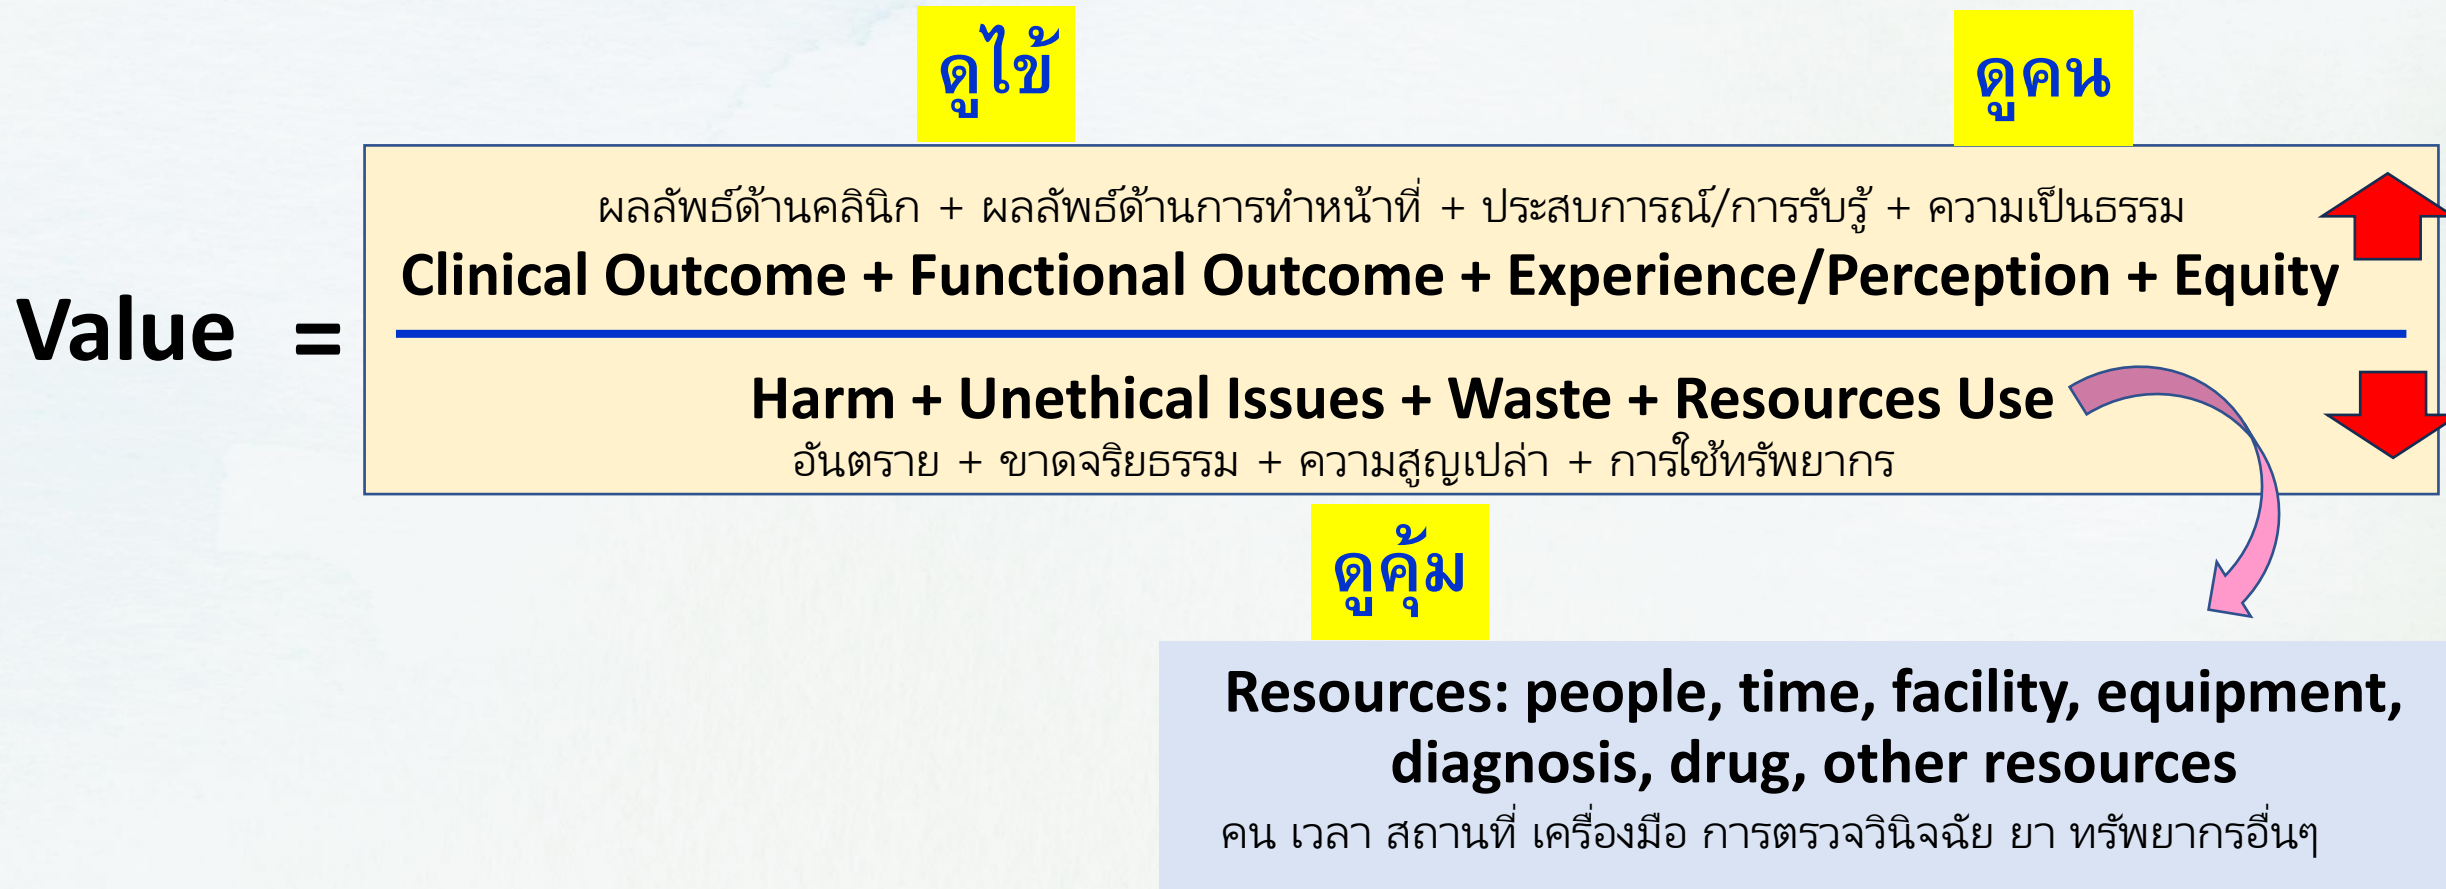 ดูไข้
ดูคน
ผลลัพธ์ด้านคลินิก + ผลลัพธ์ด้านการทำหน้าที่ + ประสบการณ์/การรับรู้ + ความเป็นธรรม
Clinical Outcome + Functional Outcome + Experience/Perception + Equity
Value =
Harm + Unethical Issues + Waste + Resources Use
อันตราย + ขาดจริยธรรม + ความสูญเปล่า + การใช้ทรัพยากร
ดูคุ้ม
Resources: people, time, facility, equipment,
diagnosis, drug, other resources
คน เวลา สถานที่ เครื่องมือ การตรวจวินิจฉัย ยา ทรัพยากรอื่นๆ